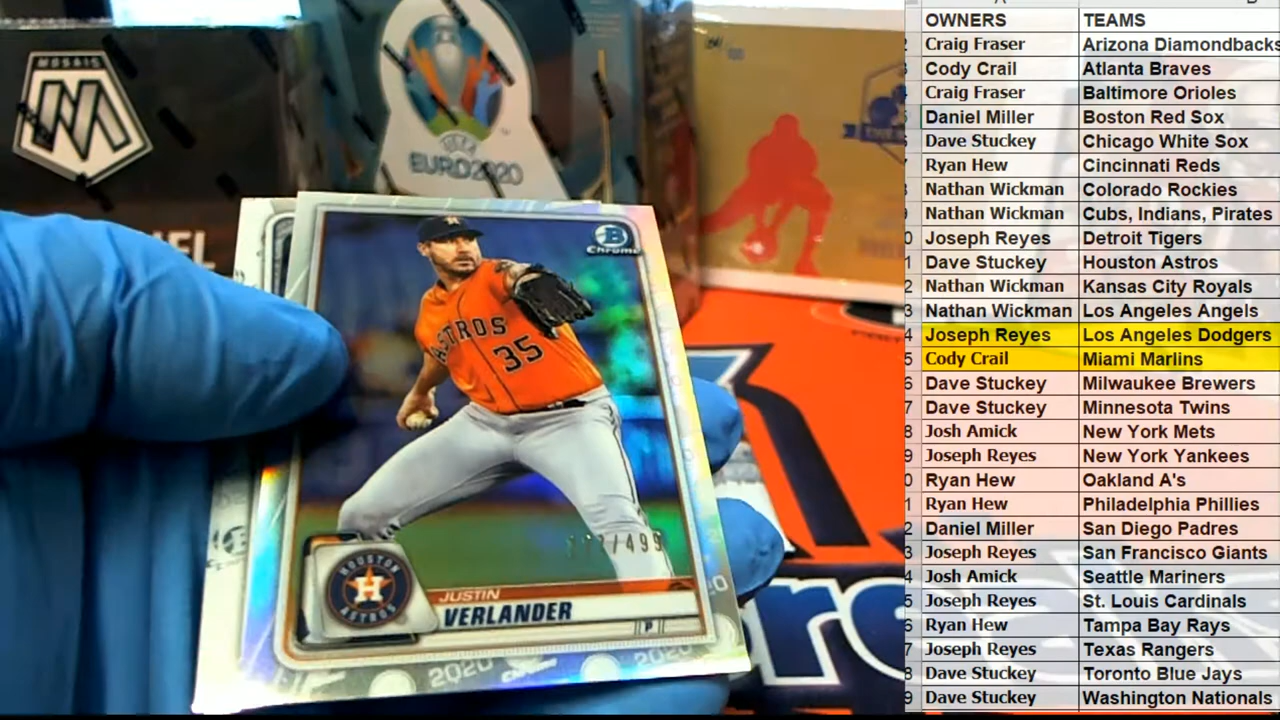 MOSAIC
UEFA
EURO2020
B
Chrome
ASTROS
35
/499
HOUSTON
H
ASTROS
JUSTIN
VERLANDER
P
2020 Chrome 2020
OWNERS TEAMS
Craig Fraser Arizona Diamondbacks
Cody Crail Atlanta Braves
Craig Fraser Baltimore Orioles
Daniel Miller Boston Red Sox
Dave Stuckey Chicago White Sox
Ryan Hew Cincinnati Reds
Nathan Wickman Colorado Rockies
Nathan Wickman Cubs, Indians, Pirates
Joseph Reyes Detroit Tigers
Dave Stuckey Houston Astros
Nathan Wickman Kansas City Royals
Nathan Wickman Los Angeles Angels
Joseph Reyes Los Angeles Dodgers
Cody Crail Miami Marlins
Dave Stuckey Milwaukee Brewers
Dave Stuckey Minnesota Twins
Josh Amick New York Mets
Joseph Reyes New York Yankees
Ryan Hew Oakland A's
Ryan Hew Philadelphia Phillies
Daniel Miller San Diego Padres
Joseph Reyes San Francisco Giants
Josh Amick Seattle Mariners
Joseph Reyes St. Louis Cardinals
Ryan Hew Tampa Bay Rays
Joseph Reyes Texas Rangers
Dave Stuckey Toronto Blue Jays
Dave Stuckey Washington Nationals